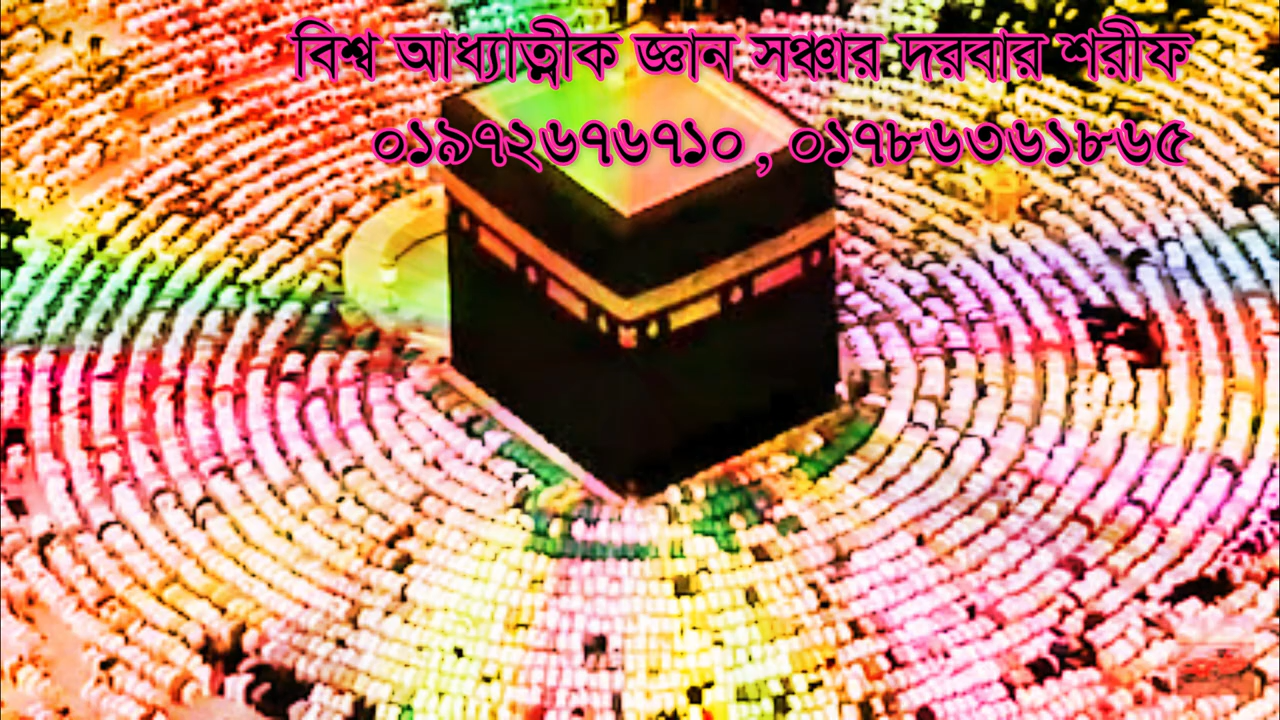 বিশ্ব আধ্যাত্নীক জ্ঞান সঞ্চার দরবার শরীফ
০১৯৭২৬৭৬৭১০ , ০১৭৮৬৩৬১৮৬৫